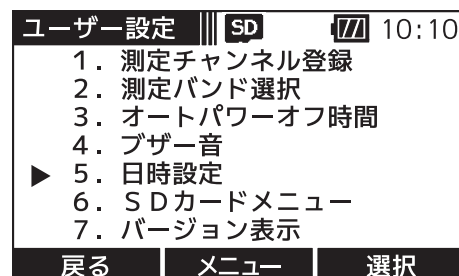 ユーザー設定 SD 10:10
1. 測定チャンネル登録
2. 測定バンド選択
3. オートパワーオフ時間
4. ブザー音
▶ 5. 日時設定
6. SDカードメニュー
7. バージョン表示
戻る メニュー 選択